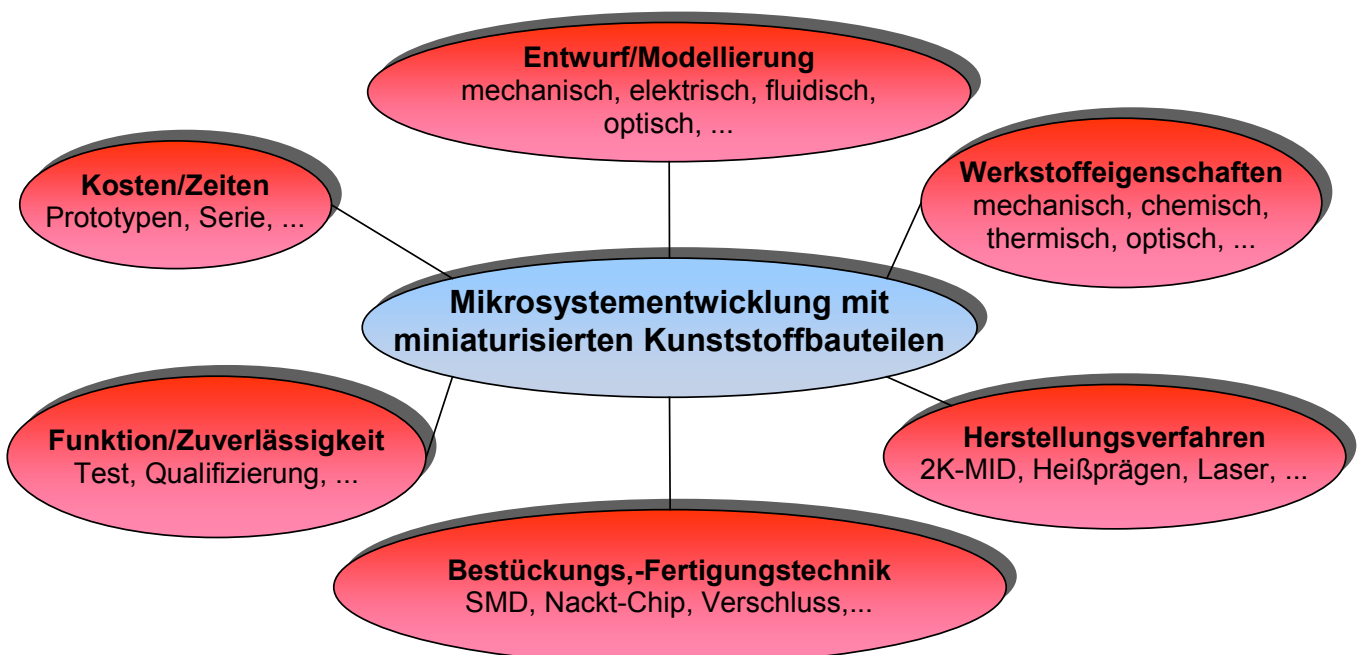 Entwurf/Modellierung
mechanisch, elektrisch, fluidisch,
optisch, ...
Kosten/Zeiten
Prototypen, Serie, ...
Werkstoffeigenschaften
mechanisch, chemisch,
thermisch, optisch, ...
Mikrosystementwicklung mit
miniaturisierten Kunststoffbauteilen
Funktion/Zuverlässigkeit
Test, Qualifizierung, ...
Herstellungsverfahren
2K-MID, Heißprägen, Laser, ...
Bestückungs,-Fertigungstechnik
SMD, Nackt-Chip, Verschluss,...